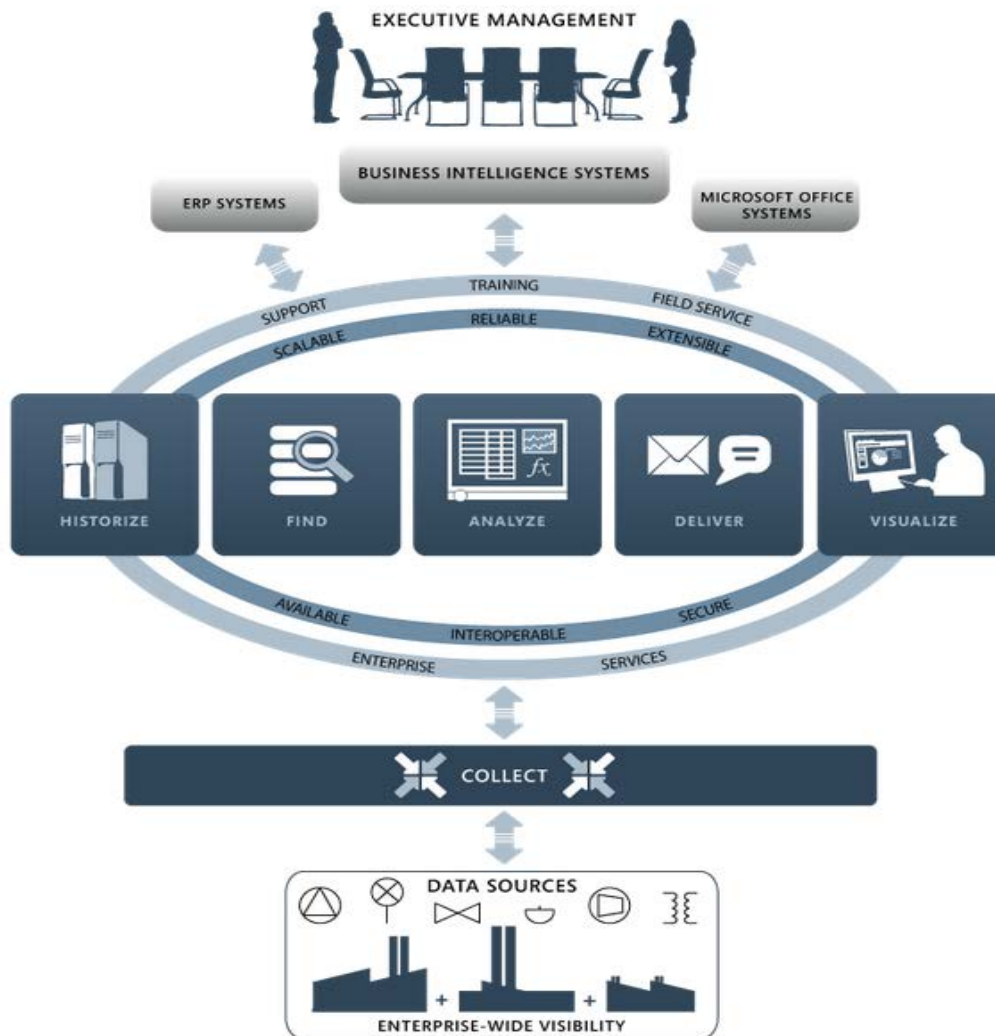 EXECUTIVE MANAGEMENT
BUSINESS INTELLIGENCE SYSTEMS
ERP SYSTEMS
MICROSOFT OFFICE
SYSTEMS
SUPPORT
TRAINING
FIELD SERVICE
SCALABLE
RELIABLE
EXTENSIBLE
fx
HISTORIZE
FIND
ANALYZE
DELIVER
VISUALIZE
AVAILABLE
INTEROPERABLE
SECURE
ENTERPRISE
SERVICES
COLLECT
DATA SOURCES
+ +
ENTERPRISE-WIDE VISIBILITY